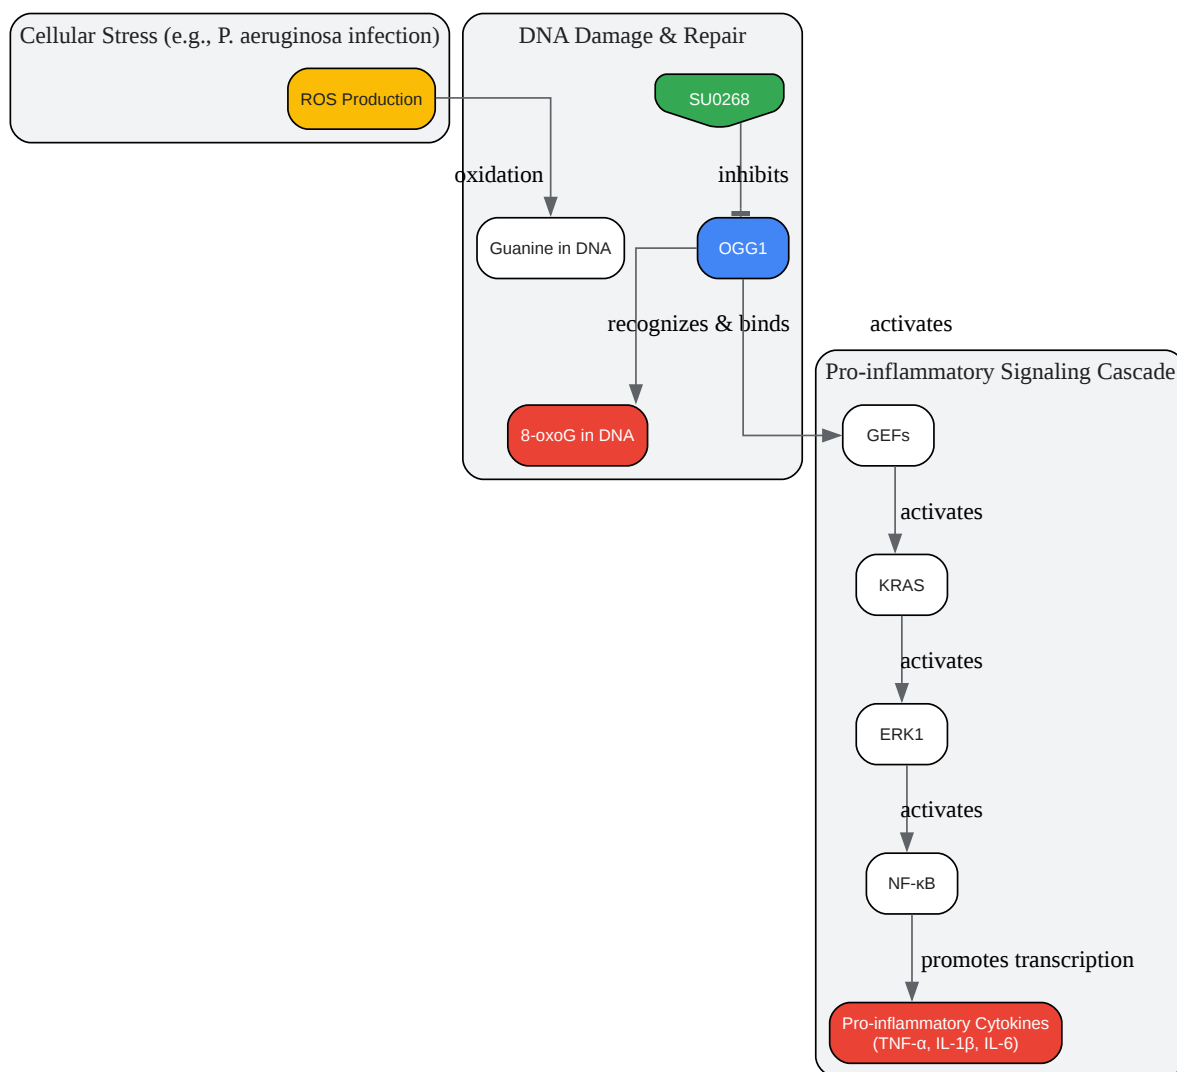 Cellular Stress (e.g., P. aeruginosa infection)
DNA Damage & Repair
ROS Production
SU0268
oxidation
inhibits
Guanine in DNA
OGG1
recognizes & binds
activates
Pro-inflammatory Signaling Cascade
8-oxoG in DNA
GEFs
activates
KRAS
activates
ERK1
activates
NF-κB
promotes transcription
Pro-inflammatory Cytokines
(TNF-α, IL-1β, IL-6)